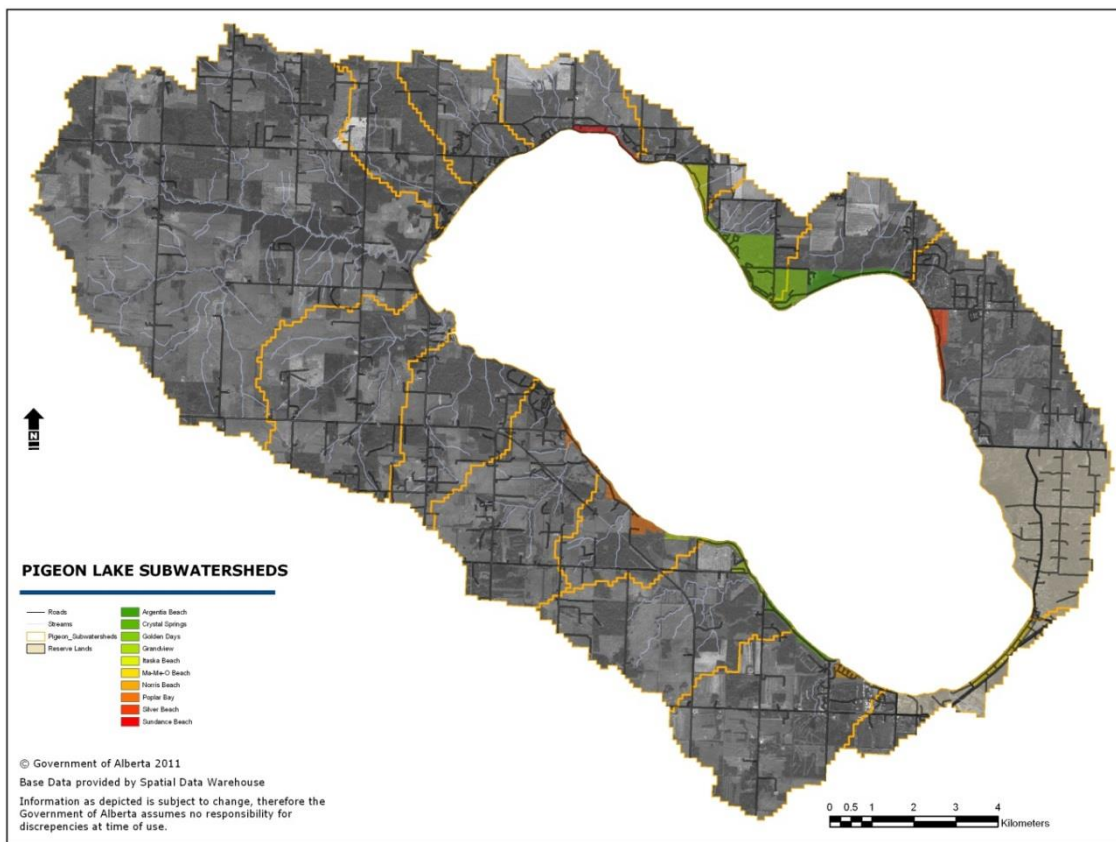 N
PIGEON LAKE SUBWATERSHEDS
Roads
Streams
Pigeon_Subwatersheds
Reserve Lands
Argentia Beach
Crystal Springs
Golden Days
Grandview
Itaska Beach
Ma-Me-O Beach
Norris Beach
Poplar Bay
Silver Beach
Sundance Beach
© Government of Alberta 2011
Base Data provided by Spatial Data Warehouse
Information as depicted is subject to change, therefore the
Government of Alberta assumes no responsibility for
discrepencies at time of use.
0 0.5 1 2 3 4
Kilometers